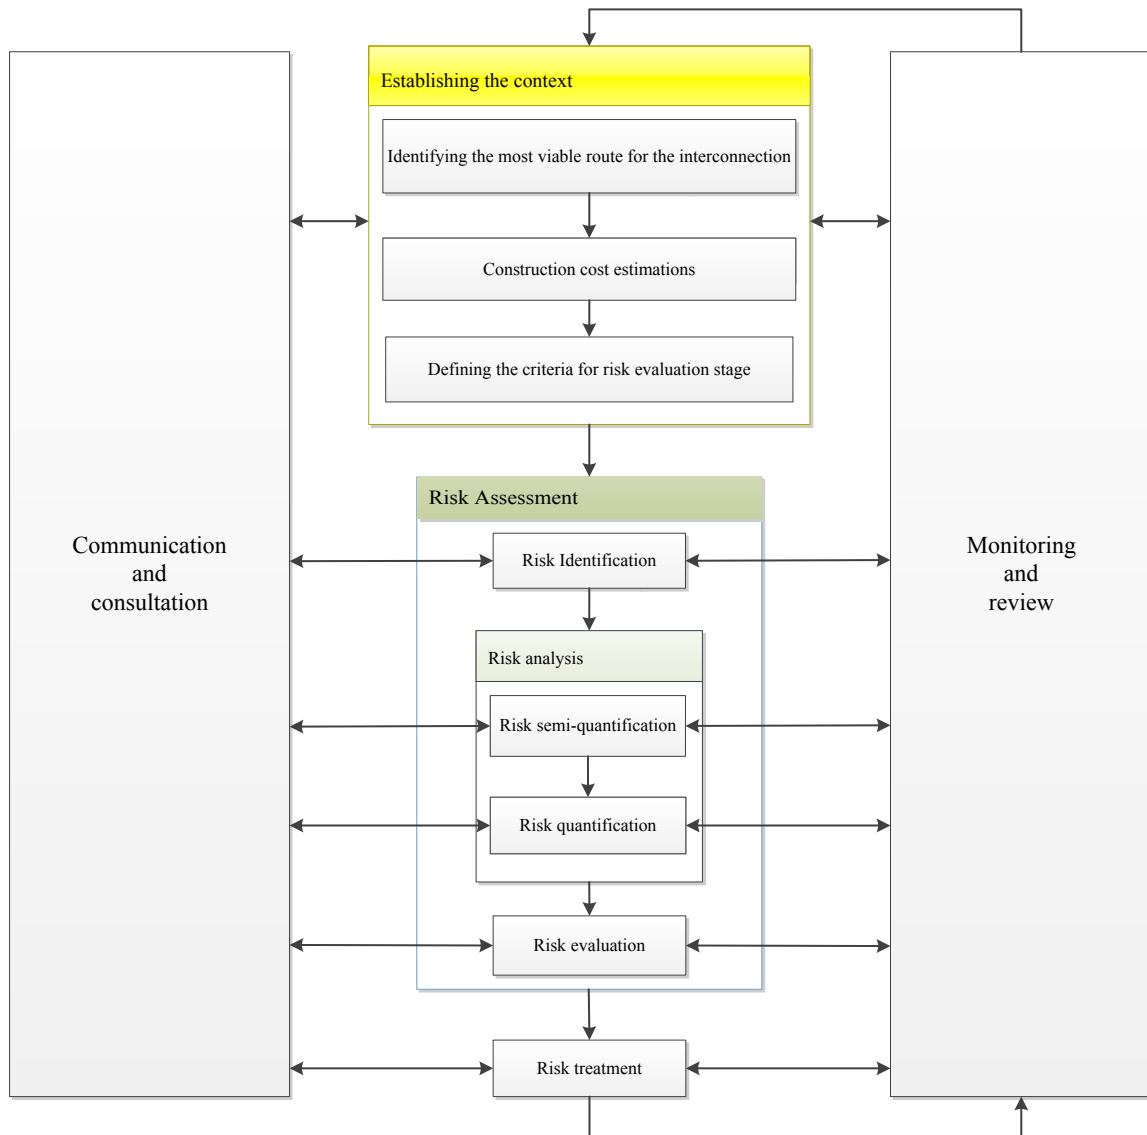 Establishing the context
Identifying the most viable route for the interconnection
Construction cost estimations
Defining the criteria for risk evaluation stage
Communication
and
consultation
Risk Assessment
Risk Identification
Risk analysis
Risk semi-quantification
Risk quantification
Risk evaluation
Risk treatment
Monitoring
and
review